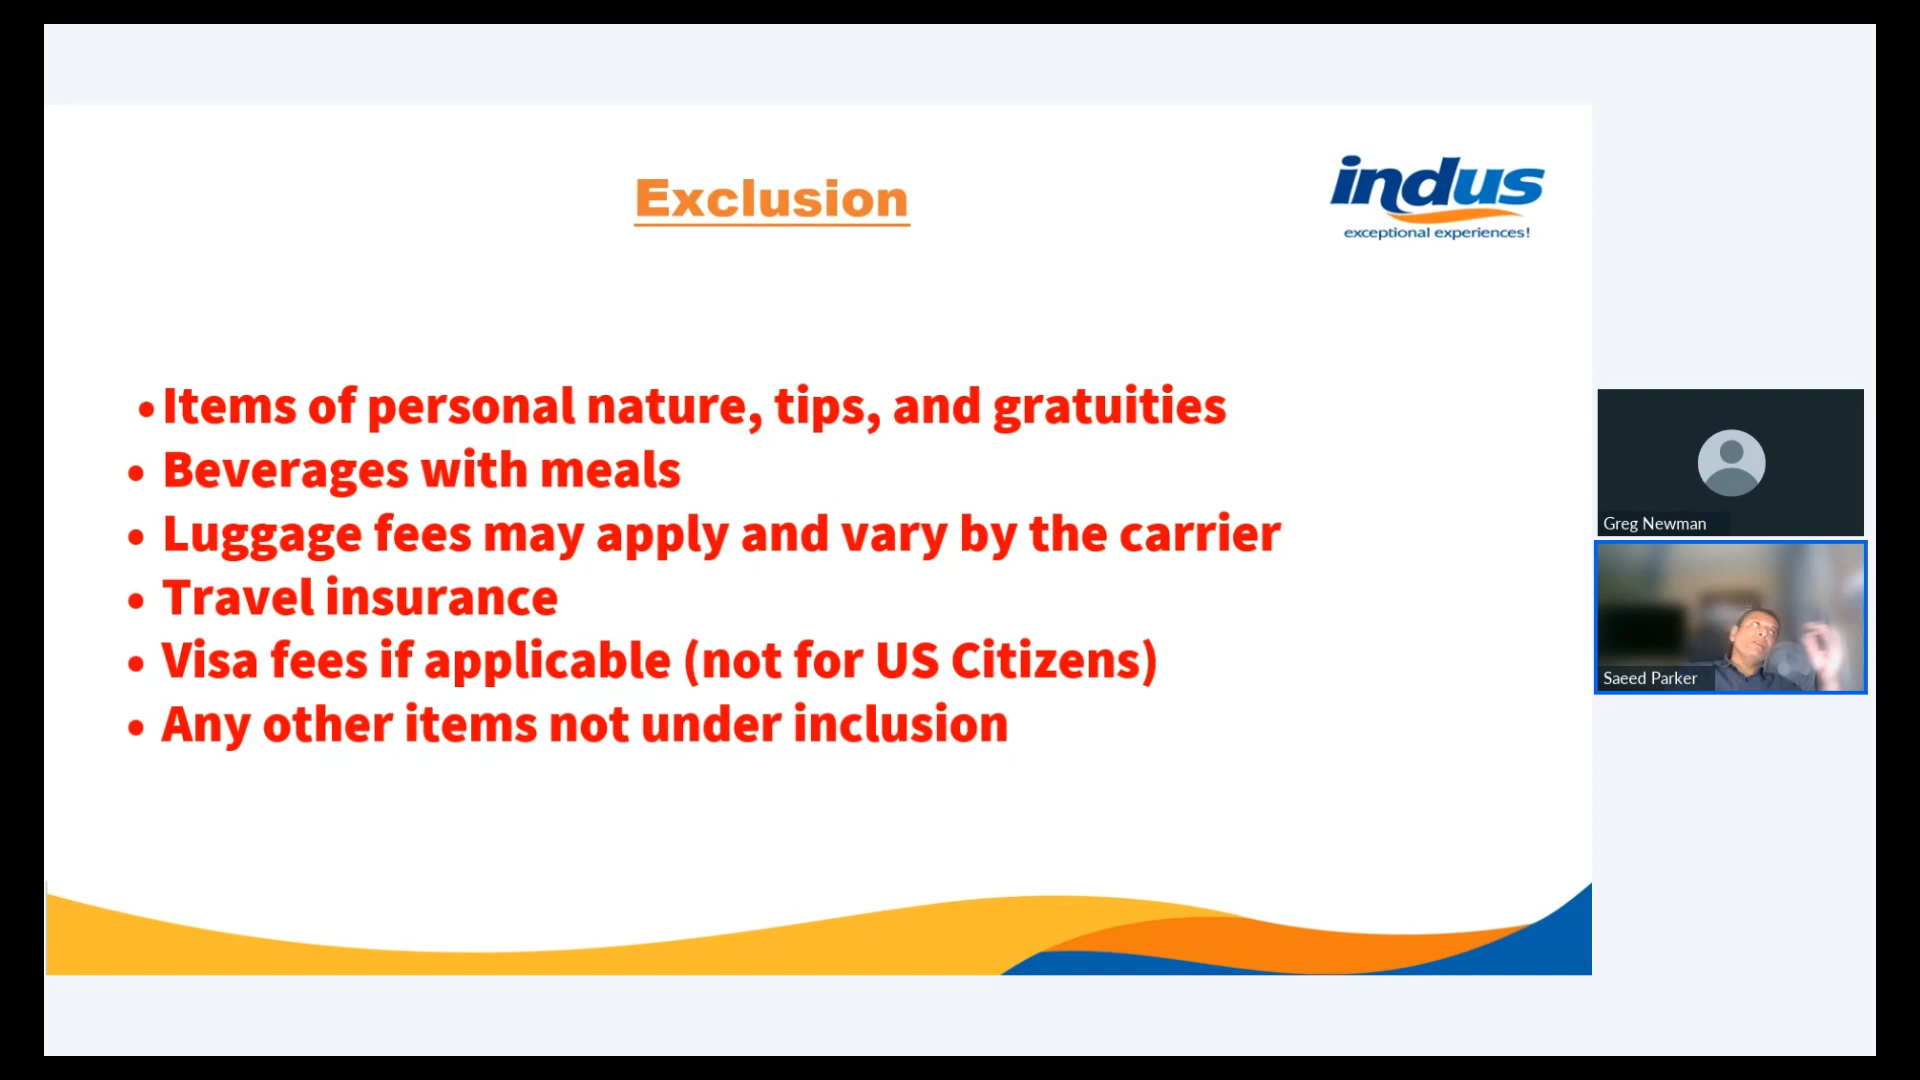 Exclusion
indus
exceptional experiences!
• Items of personal nature, tips, and gratuities
• Beverages with meals
• Luggage fees may apply and vary by the carrier
• Travel insurance
• Visa fees if applicable (not for US Citizens)
• Any other items not under inclusion
Greg Newman
Saeed Parker